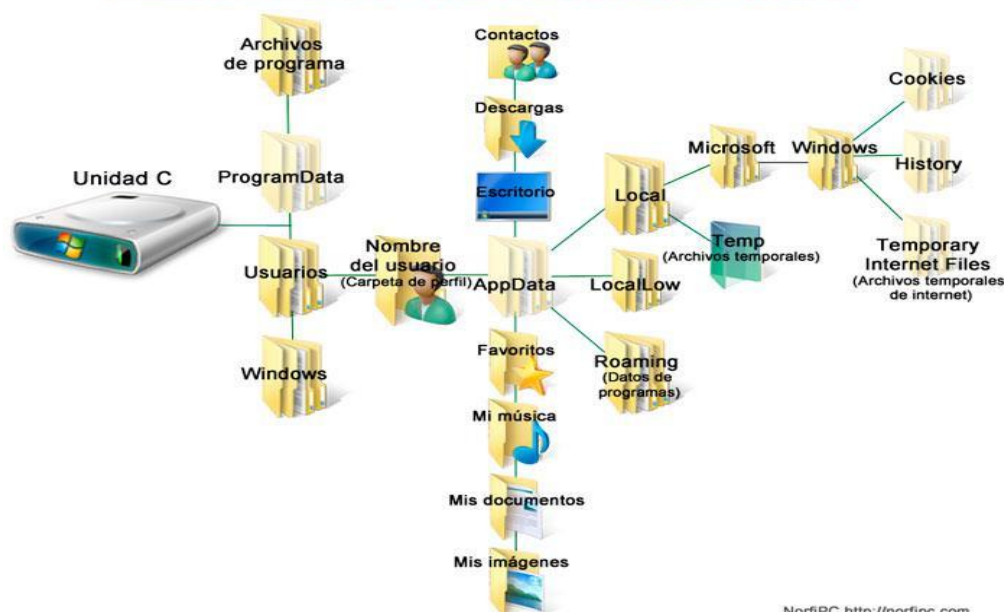 Unidad C
Archivos
de programa
ProgramData
Usuarios
Windows
Nombre
del usuario
(Carpeta de perfil)
Contactos
Descargas
Escritorio
AppData
Favoritos
Mi música
Mis documentos
Mis imágenes
Local
LocalLow
Roaming
(Datos de
programas)
Microsoft
Temp
(Archivos temporales)
Windows
Cookies
History
Temporary
Internet Files
(Archivos temporales
de internet)
NorfiPC http://norfipc.com